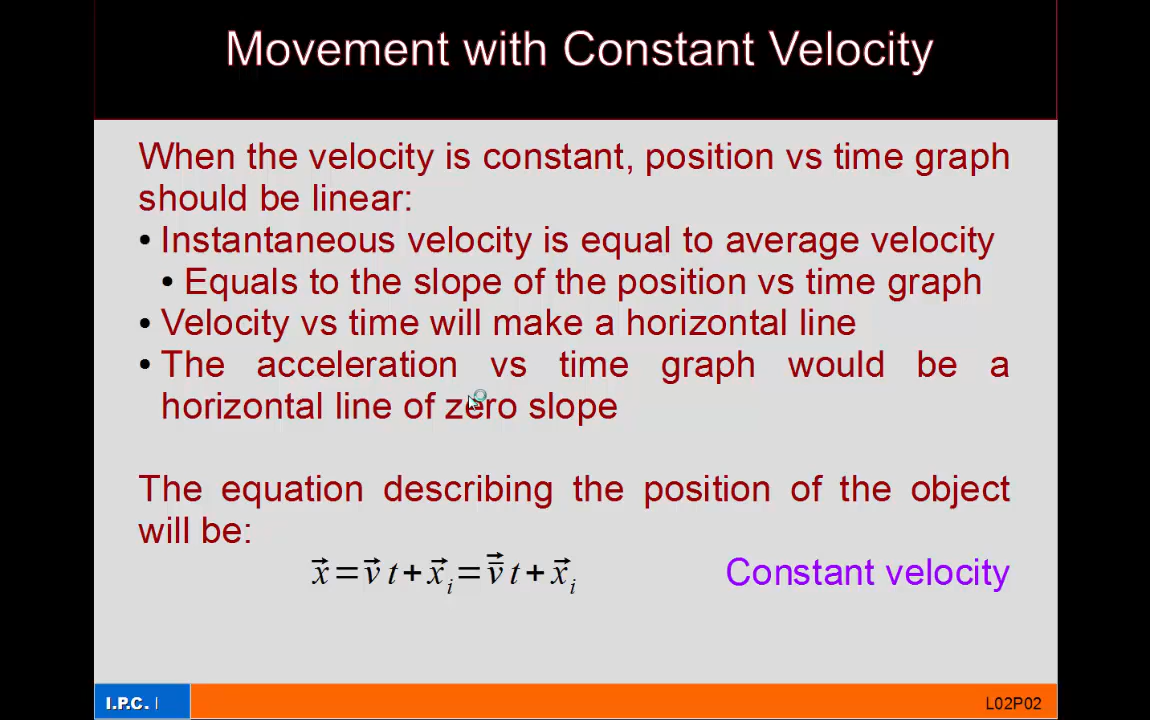 Movement with Constant Velocity
When the velocity is constant, position vs time graph
should be linear:
• Instantaneous velocity is equal to average velocity
• Equals to the slope of the position vs time graph
• Velocity vs time will make a horizontal line
• The acceleration vs time graph would be a
horizontal line of zero slope
The equation describing the position of the object
will be:
x⃗ = v⃗ t + x⃗ᵢ = v̅⃗ t + x⃗ᵢ Constant velocity
I.P.C. | L02P02